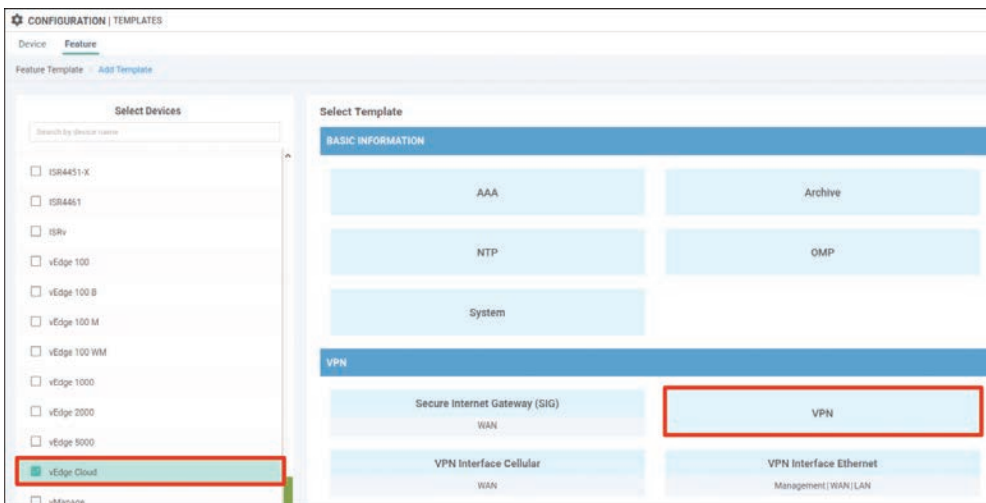 CONFIGURATION | TEMPLATES
Device Feature
Feature Template Add Template
Select Devices
Search by device name
ISR4451-X
ISR4461
ISRv
vEdge 100
vEdge 100 B
vEdge 100 M
vEdge 100 WM
vEdge 1000
vEdge 2000
vEdge 5000
vEdge Cloud
vManage
Select Template
BASIC INFORMATION
AAA
Archive
NTP
OMP
System
VPN
Secure Internet Gateway (SIG)
WAN
VPN
VPN Interface Cellular
WAN
VPN Interface Ethernet
Management | WAN | LAN